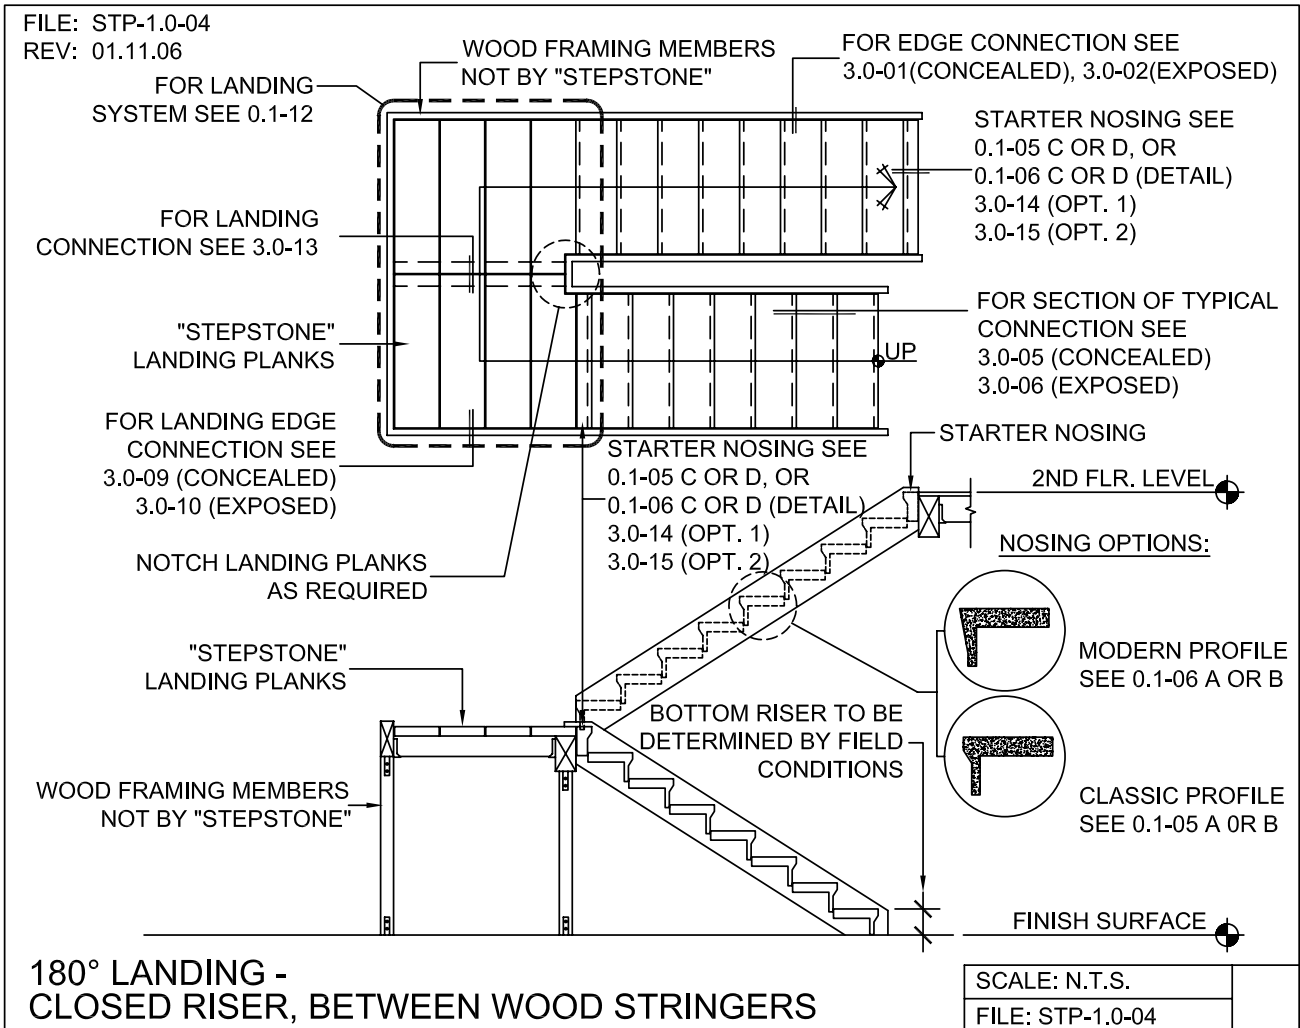 FILE: STP-1.0-04
REV: 01.11.06
FOR LANDING
SYSTEM SEE 0.1-12
WOOD FRAMING MEMBERS
NOT BY "STEPSTONE"
FOR EDGE CONNECTION SEE
3.0-01(CONCEALED), 3.0-02(EXPOSED)
STARTER NOSING SEE
0.1-05 C OR D, OR
0.1-06 C OR D (DETAIL)
3.0-14 (OPT. 1)
3.0-15 (OPT. 2)
FOR LANDING
CONNECTION SEE 3.0-13
"STEPSTONE"
LANDING PLANKS
FOR SECTION OF TYPICAL
CONNECTION SEE
3.0-05 (CONCEALED)
3.0-06 (EXPOSED)
UP
FOR LANDING EDGE
CONNECTION SEE
3.0-09 (CONCEALED)
3.0-10 (EXPOSED)
STARTER NOSING SEE
0.1-05 C OR D, OR
0.1-06 C OR D (DETAIL)
3.0-14 (OPT. 1)
3.0-15 (OPT. 2)
STARTER NOSING
2ND FLR. LEVEL
NOSING OPTIONS:
NOTCH LANDING PLANKS
AS REQUIRED
"STEPSTONE"
LANDING PLANKS
MODERN PROFILE
SEE 0.1-06 A OR B
BOTTOM RISER TO BE
DETERMINED BY FIELD
CONDITIONS
WOOD FRAMING MEMBERS
NOT BY "STEPSTONE"
CLASSIC PROFILE
SEE 0.1-05 A 0R B
FINISH SURFACE
180° LANDING -
CLOSED RISER, BETWEEN WOOD STRINGERS
SCALE: N.T.S.
FILE: STP-1.0-04